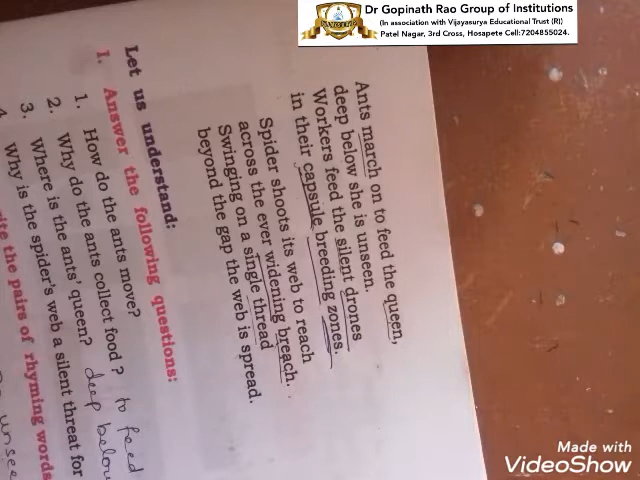 Dr Gopinath Rao Group of Institutions
(In association with Vijayasurya Educational Trust (R))
Patel Nagar, 3rd Cross, Hosapete Cell:7204855024.
Ants march on to feed the queen,
deep below she is unseen.
Workers feed the silent drones
in their capsule breeding zones.
Spider shoots its web to reach
across the ever widening breach.
Swinging on a single thread
beyond the gap the web is spread.
Let us understand:
I. Answer the following questions:
1. How do the ants move?
2. Why do the ants collect food? to feed
3. Where is the ants' queen? deep below
4. Why is the spider's web a silent threat for
the pairs of rhyming words
Made with
VideoShow